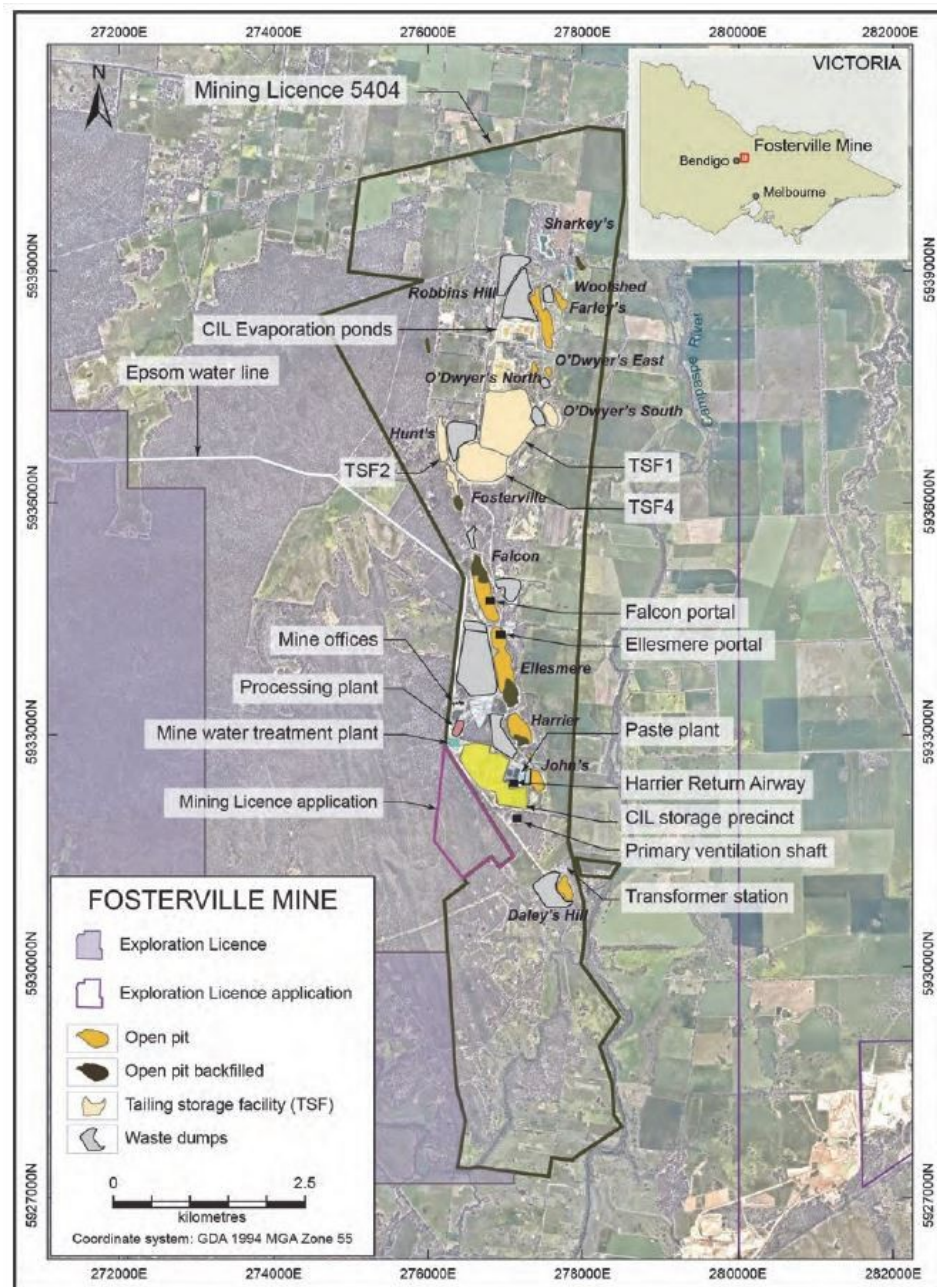 272000E 274000E 276000E 278000E 280000E 282000E
N
Mining Licence 5404
VICTORIA
Fosterville Mine
Bendigo
Melbourne
Sharkey's
5939000N
5939000N
Robbins Hill
Woolshed
Farley's
CIL Evaporation ponds
Campaspe River
O'Dwyer's East
Epsom water line
O'Dwyer's North
O'Dwyer's South
Hunt's
TSF2
TSF1
TSF4
Fosterville
5936000N
5936000N
Falcon
Falcon portal
Mine offices
Ellesmere portal
Ellesmere
Processing plant
Harrier
Mine water treatment plant
Paste plant
5933000N
5933000N
John's
Mining Licence application
Harrier Return Airway
CIL storage precinct
Primary ventilation shaft
Transformer station
Daley's Hill
FOSTERVILLE MINE
Exploration Licence
Exploration Licence application
Open pit
Open pit backfilled
Tailing storage facility (TSF)
Waste dumps
0 2.5
kilometres
Coordinate system: GDA 1994 MGA Zone 55
5930000N
5927000N
5927000N
272000E 274000E 276000E 278000E 280000E 282000E